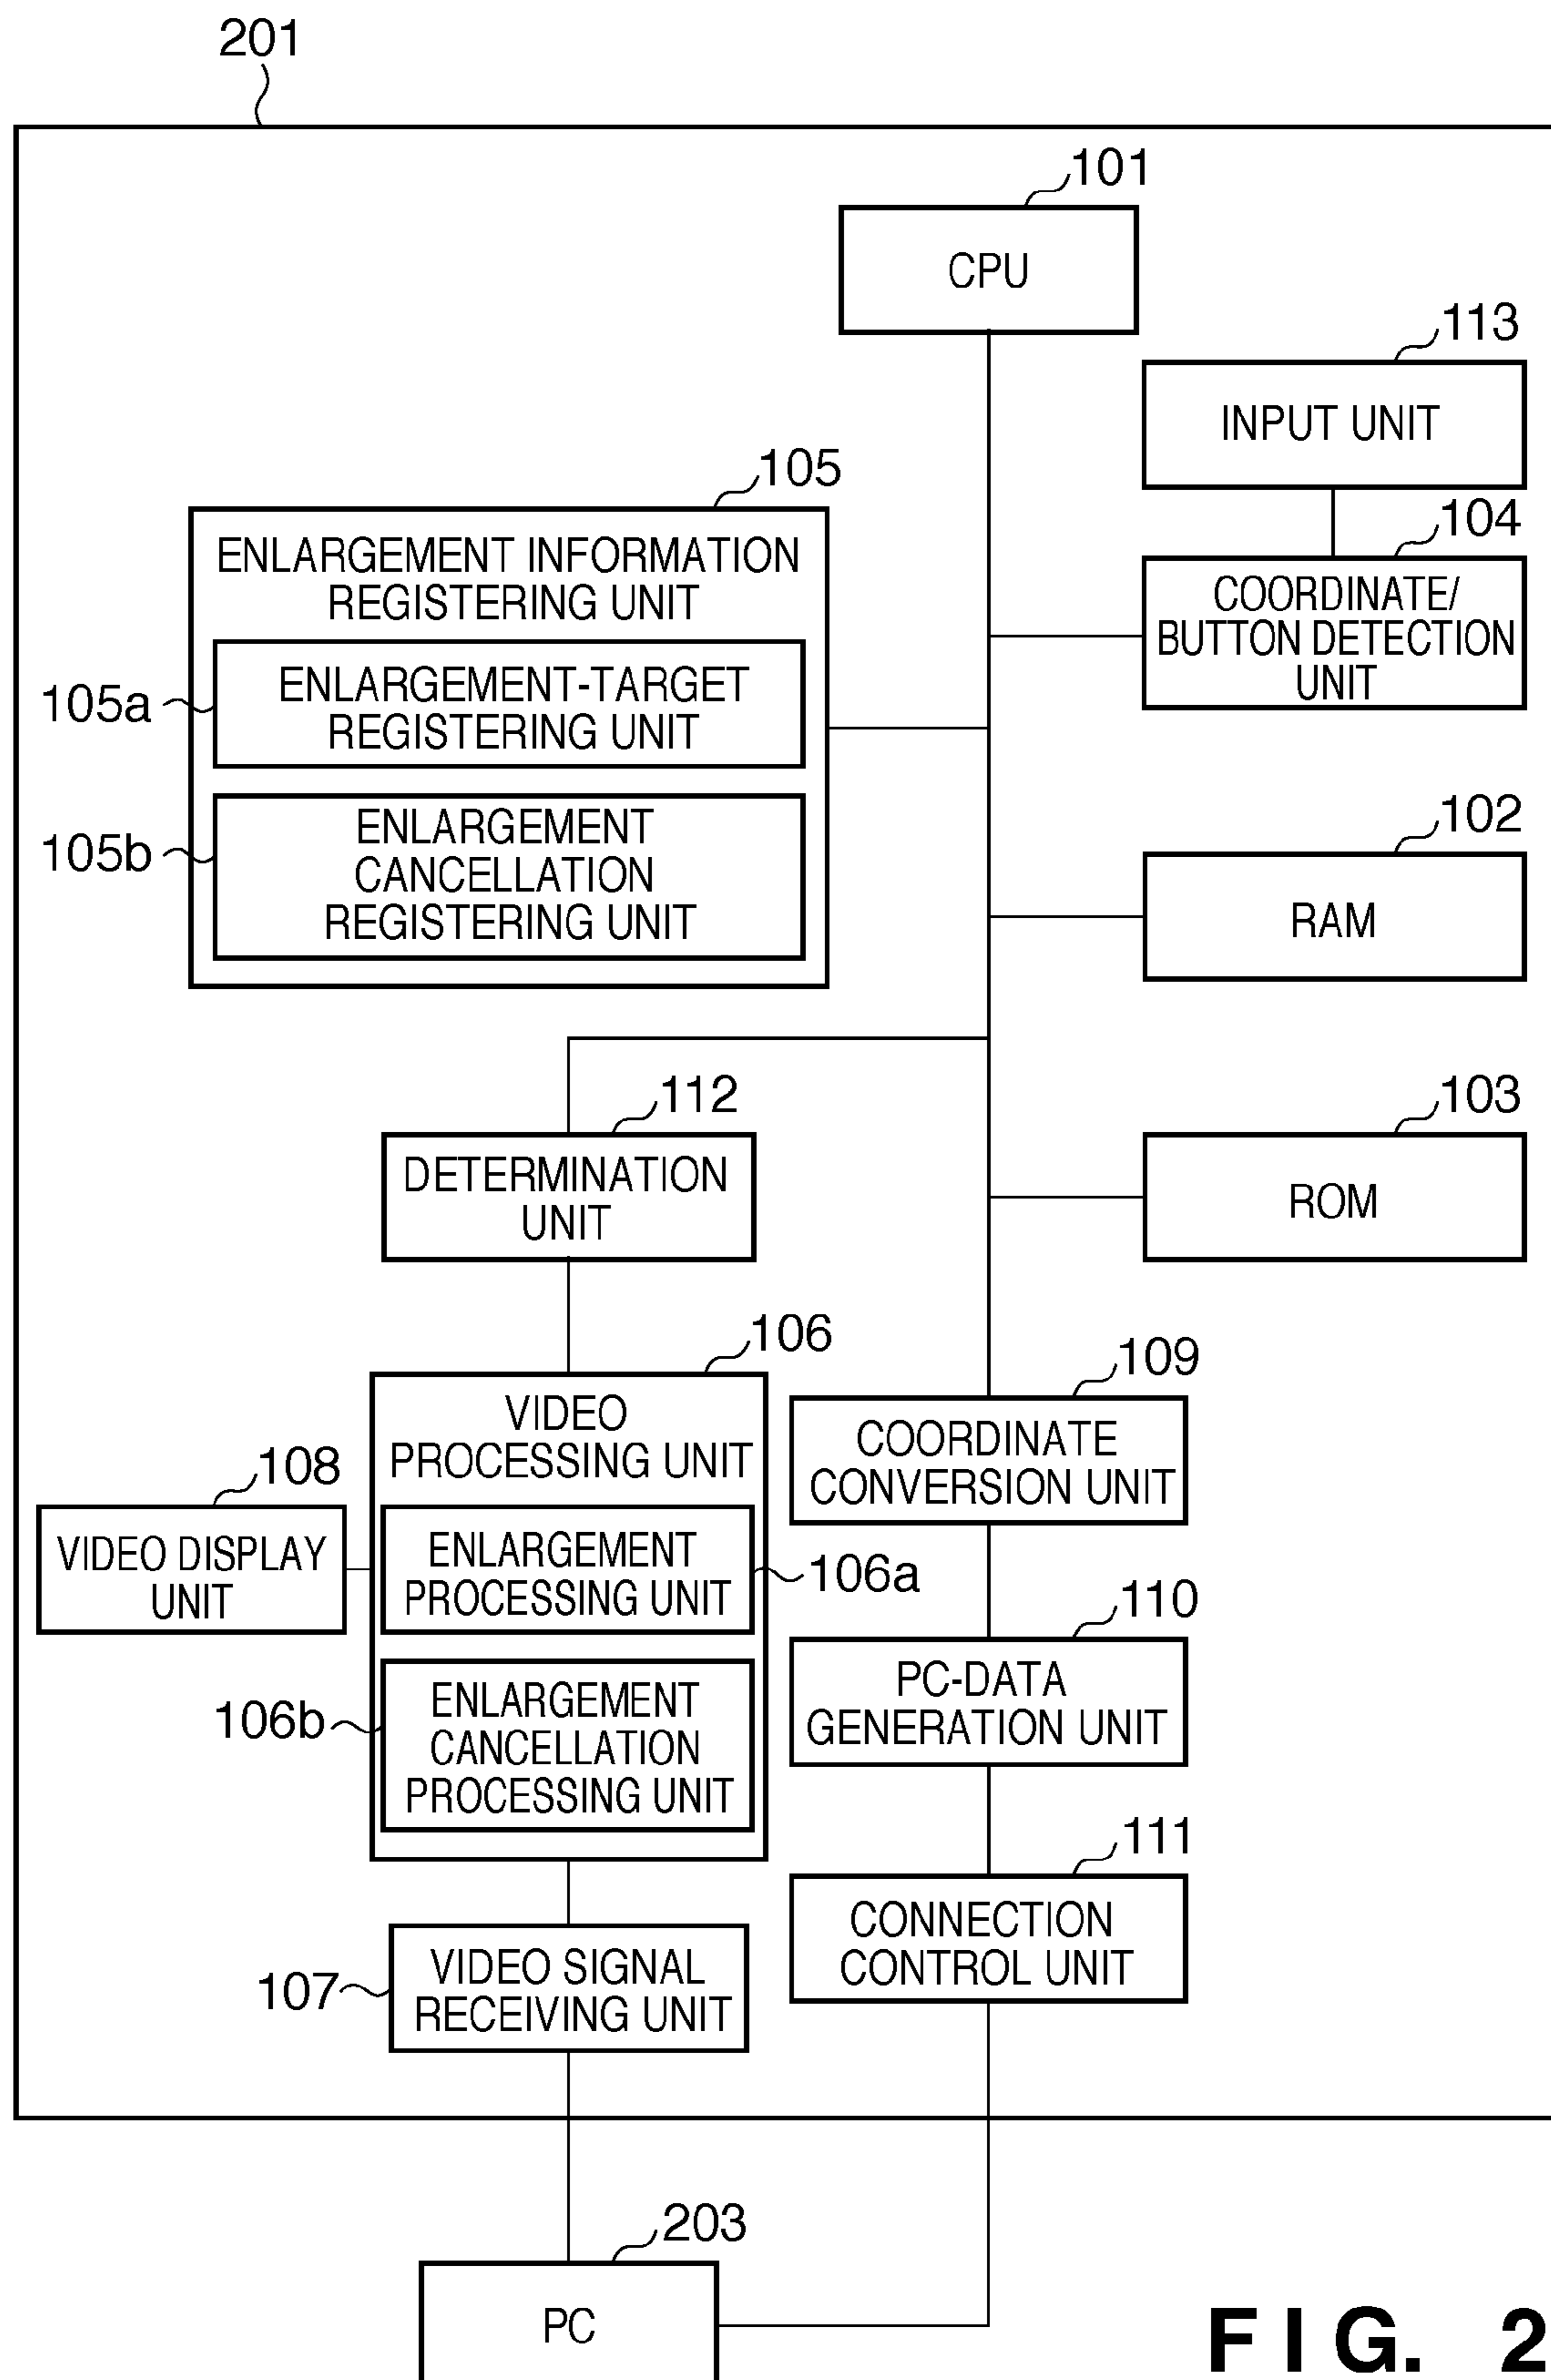 201
101
CPU
113
INPUT UNIT
105
104
ENLARGEMENT INFORMATION
REGISTERING UNIT
COORDINATE/
BUTTON DETECTION
UNIT
105a
ENLARGEMENT-TARGET
REGISTERING UNIT
105b
ENLARGEMENT
CANCELLATION
REGISTERING UNIT
102
RAM
112
DETERMINATION
UNIT
103
ROM
106
VIDEO
PROCESSING UNIT
109
COORDINATE
CONVERSION UNIT
108
VIDEO DISPLAY
UNIT
ENLARGEMENT
PROCESSING UNIT
106a
110
PC-DATA
GENERATION UNIT
106b
ENLARGEMENT
CANCELLATION
PROCESSING UNIT
111
CONNECTION
CONTROL UNIT
107
VIDEO SIGNAL
RECEIVING UNIT
203
PC
FIG. 2